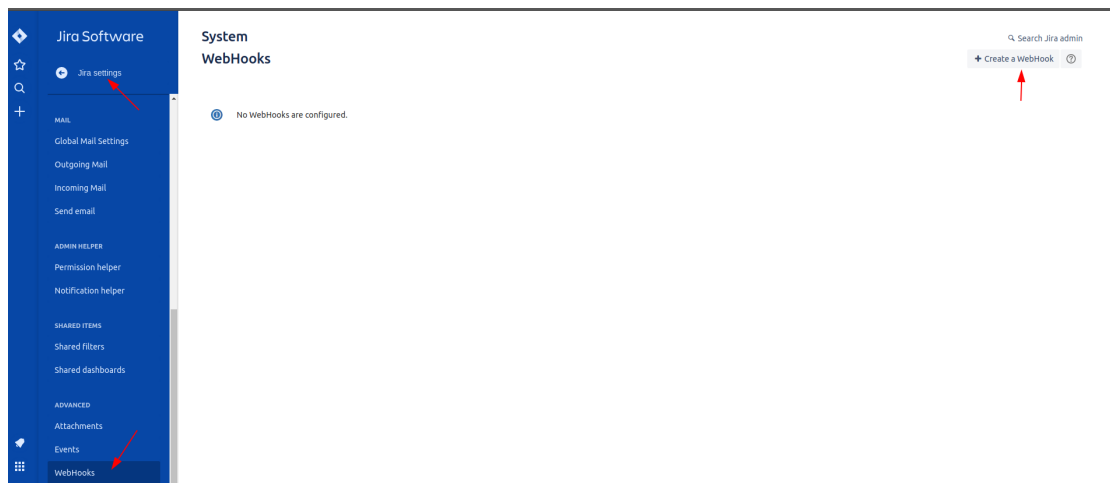 Jira Software
Jira settings
MAIL
Global Mail Settings
Outgoing Mail
Incoming Mail
Send email
ADMIN HELPER
Permission helper
Notification helper
SHARED ITEMS
Shared filters
Shared dashboards
ADVANCED
Attachments
Events
WebHooks
System
WebHooks
Search Jira admin
+ Create a WebHook
?
No WebHooks are configured.